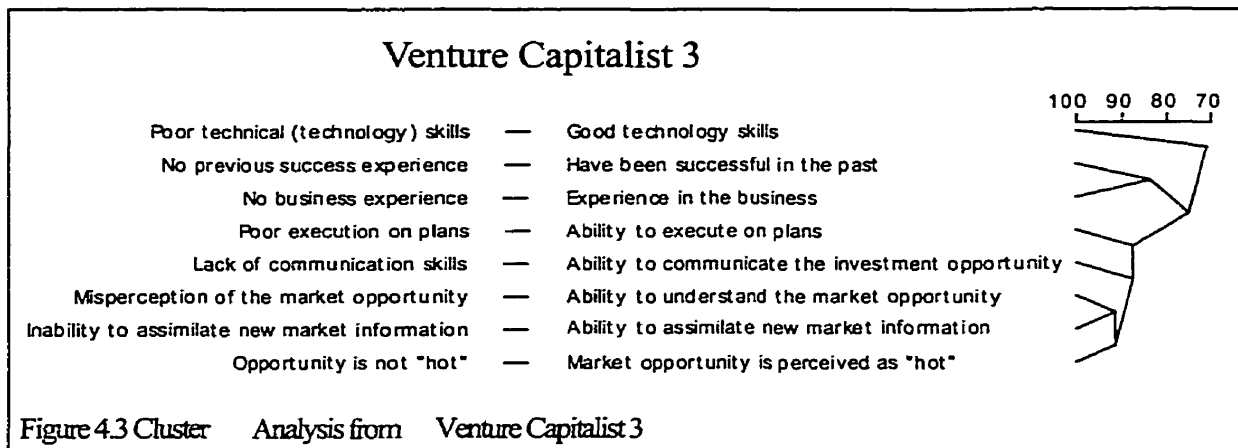 Venture Capitalist 3
100 90 80 70
Poor technical (technology) skills — Good technology skills
No previous success experience — Have been successful in the past
No business experience — Experience in the business
Poor execution on plans — Ability to execute on plans
Lack of communication skills — Ability to communicate the investment opportunity
Misperception of the market opportunity — Ability to understand the market opportunity
Inability to assimilate new market information — Ability to assimilate new market information
Opportunity is not "hot" — Market opportunity is perceived as "hot"
Figure 4.3 Cluster Analysis from Venture Capitalist 3